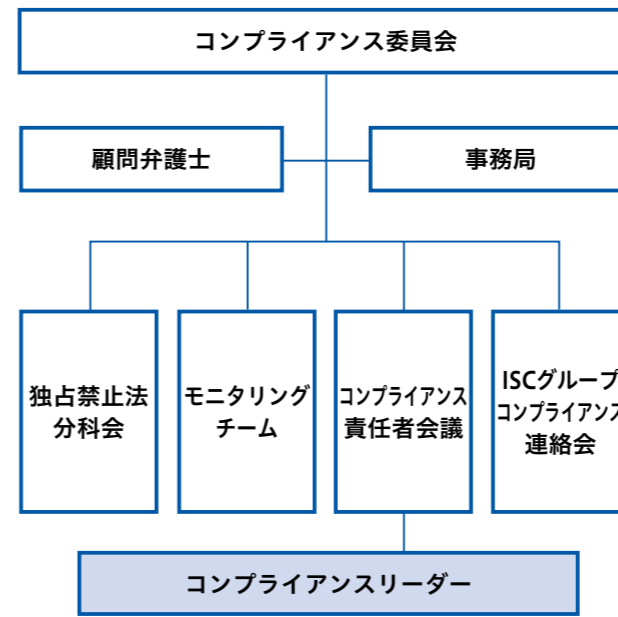 コンプライアンス委員会
顧問弁護士
事務局
独占禁止法
分科会
モニタリング
チーム
コンプライアンス
責任者会議
ISCグループ
コンプライアンス
連絡会
コンプライアンスリーダー